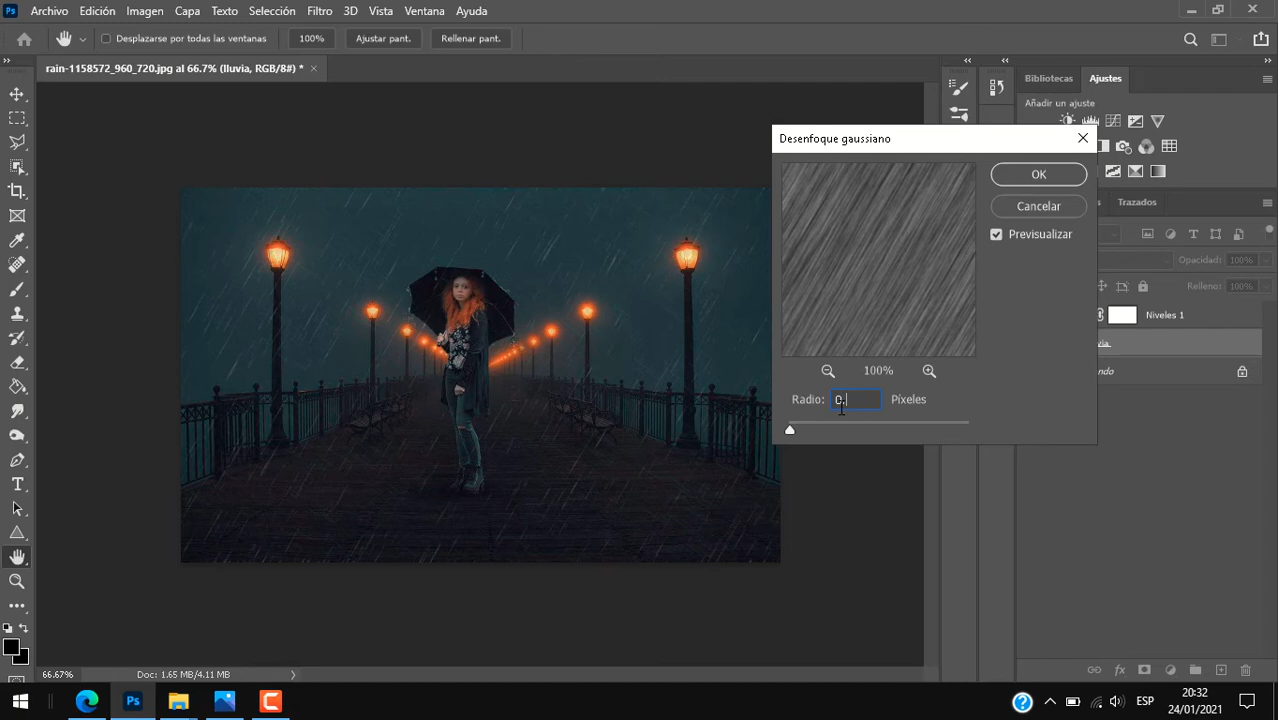 Ps Archivo Edición Imagen Capa Texto Selección Filtro 3D Vista Ventana Ayuda
Desplazarse por todas las ventanas 100% Ajustar pant. Rellenar pant.
rain-1158572_960_720.jpg al 66.7% (lluvia, RGB/8#) *
Bibliotecas Ajustes
Añadir un ajuste
Desenfoque gaussiano
OK
Cancelar
Previsualizar
100%
Radio: 0. Píxeles
Trazados
Opacidad: 100%
Relleno: 100%
Niveles 1
66.67% Doc: 1.65 MB/4.11 MB
Ps
ESP
20:32
24/01/2021